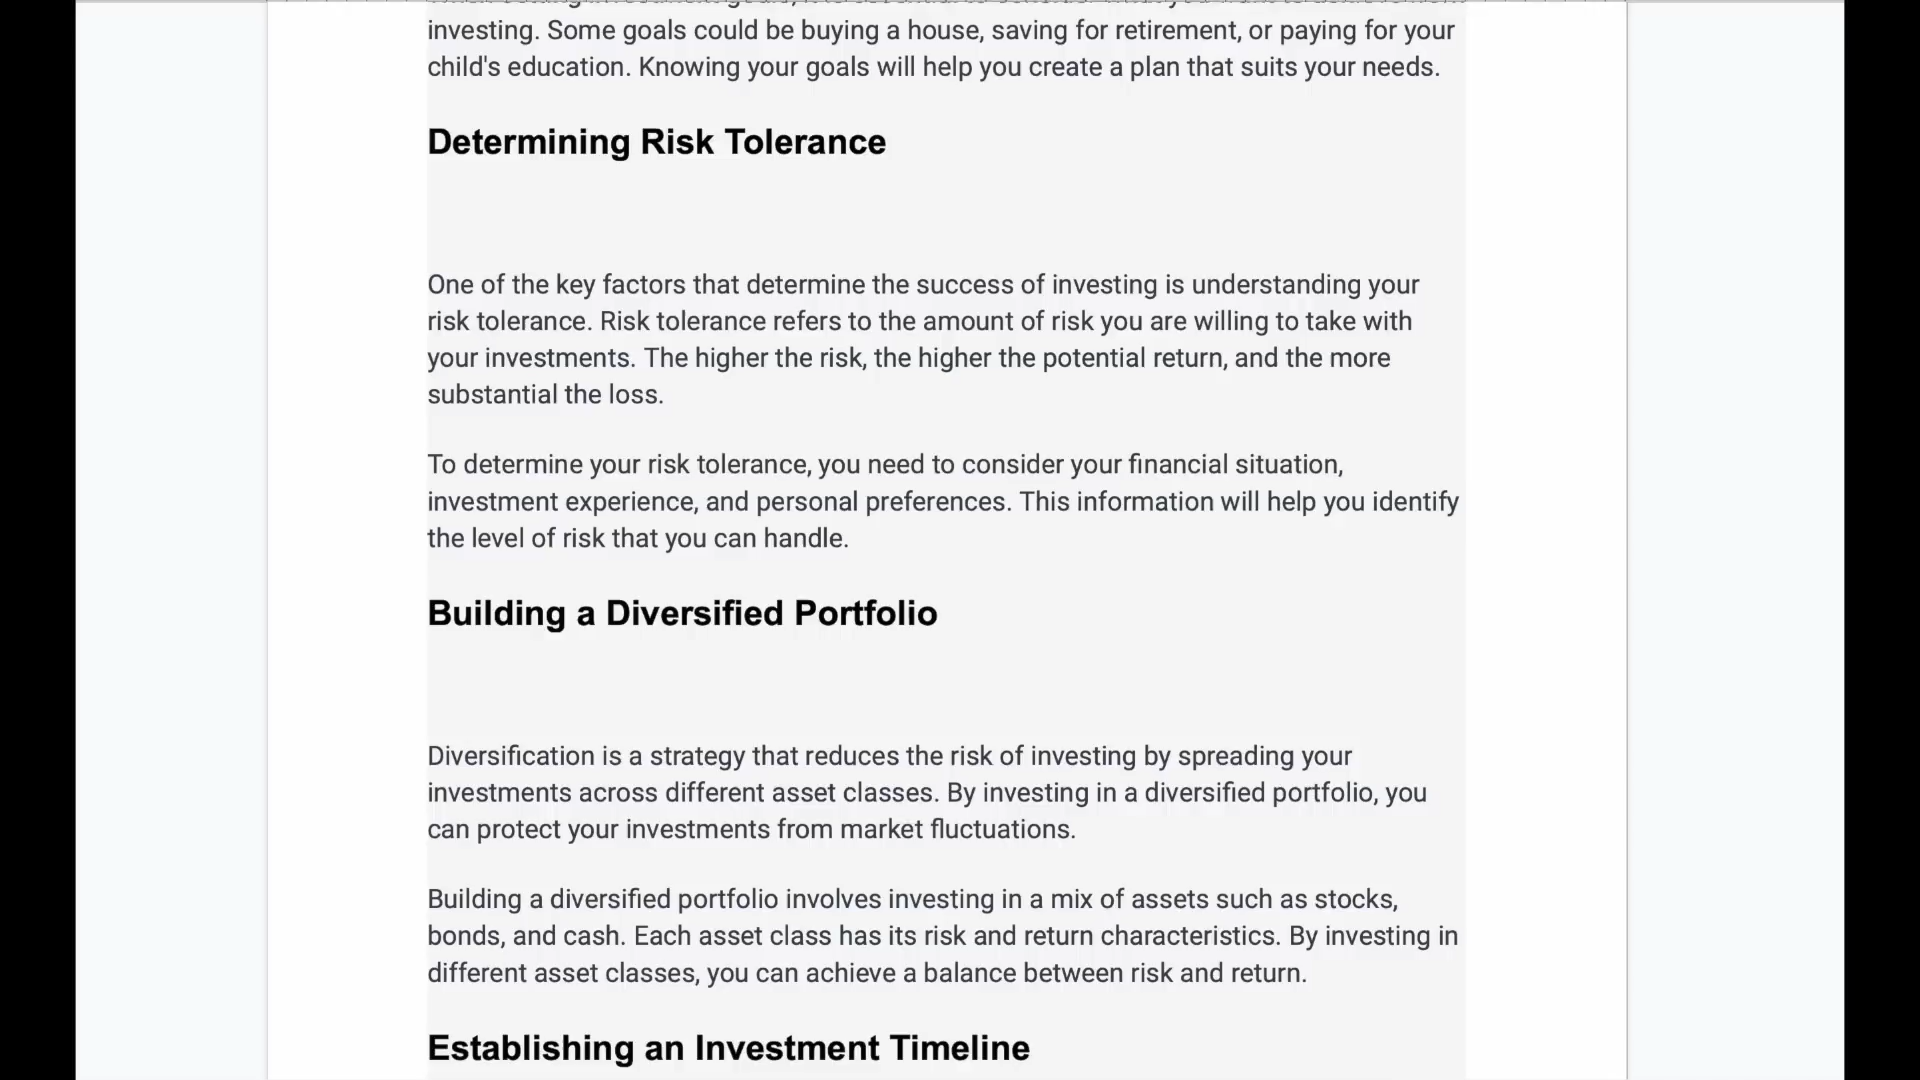 investing. Some goals could be buying a house, saving for retirement, or paying for your
child's education. Knowing your goals will help you create a plan that suits your needs.
Determining Risk Tolerance
One of the key factors that determine the success of investing is understanding your
risk tolerance. Risk tolerance refers to the amount of risk you are willing to take with
your investments. The higher the risk, the higher the potential return, and the more
substantial the loss.
To determine your risk tolerance, you need to consider your financial situation,
investment experience, and personal preferences. This information will help you identify
the level of risk that you can handle.
Building a Diversified Portfolio
Diversification is a strategy that reduces the risk of investing by spreading your
investments across different asset classes. By investing in a diversified portfolio, you
can protect your investments from market fluctuations.
Building a diversified portfolio involves investing in a mix of assets such as stocks,
bonds, and cash. Each asset class has its risk and return characteristics. By investing in
different asset classes, you can achieve a balance between risk and return.
Establishing an Investment Timeline